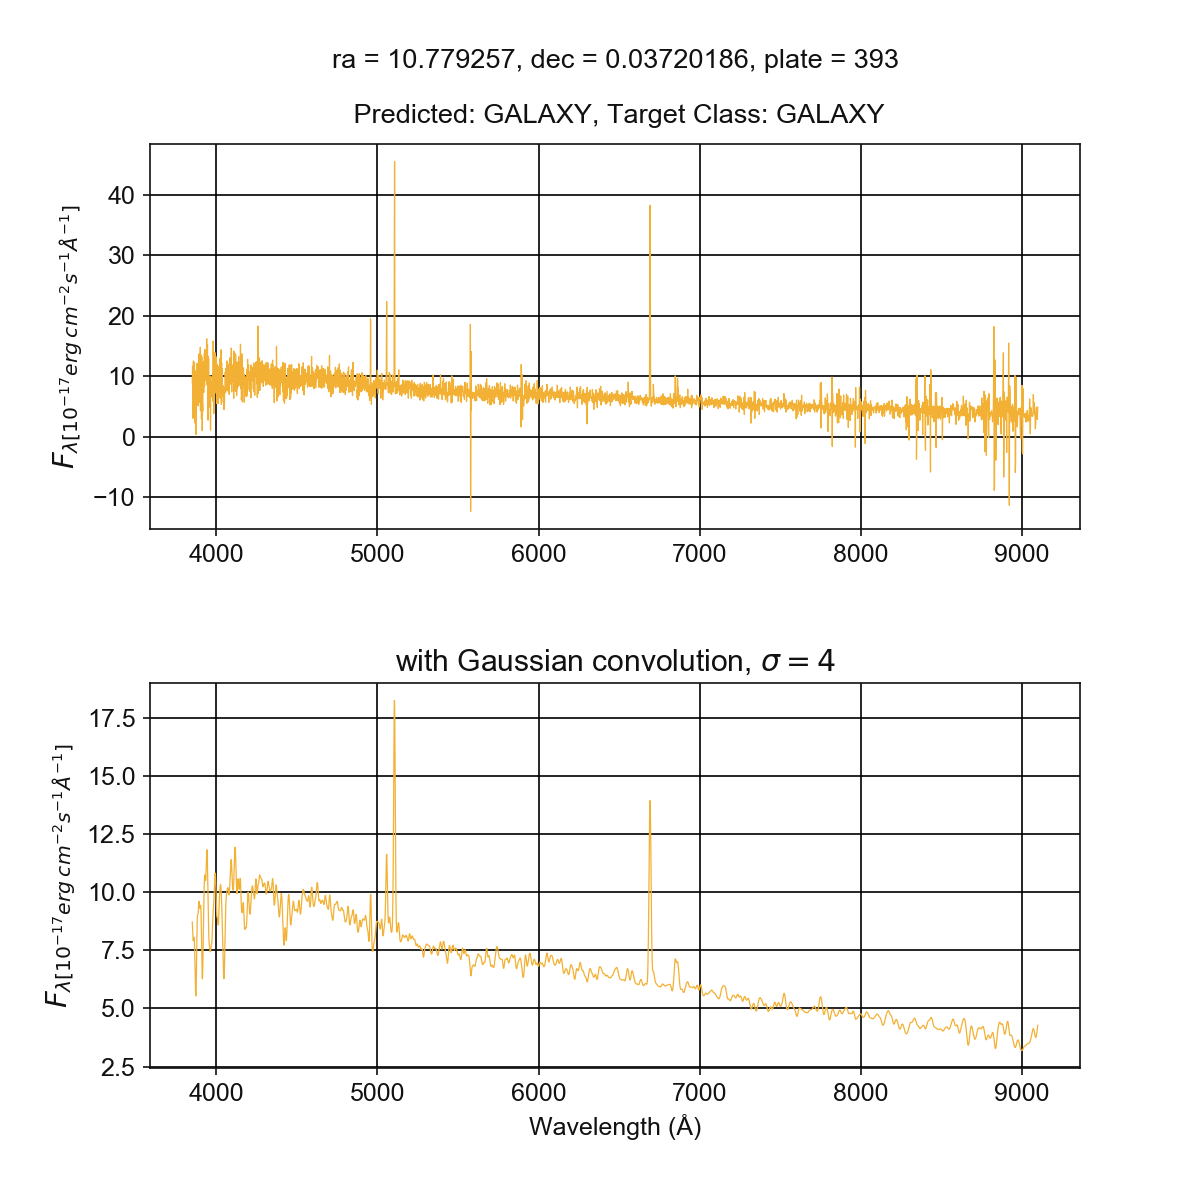 ra = 10.779257, dec = 0.03720186, plate = 393
Predicted: GALAXY, Target Class: GALAXY
F_λ[10^−17 erg cm^−2 s^−1 Å^−1]
40
30
20
10
0
−10
4000 5000 6000 7000 8000 9000
with Gaussian convolution, σ = 4
F_λ[10^−17 erg cm^−2 s^−1 Å^−1]
17.5
15.0
12.5
10.0
7.5
5.0
2.5
4000 5000 6000 7000 8000 9000
Wavelength (Å)